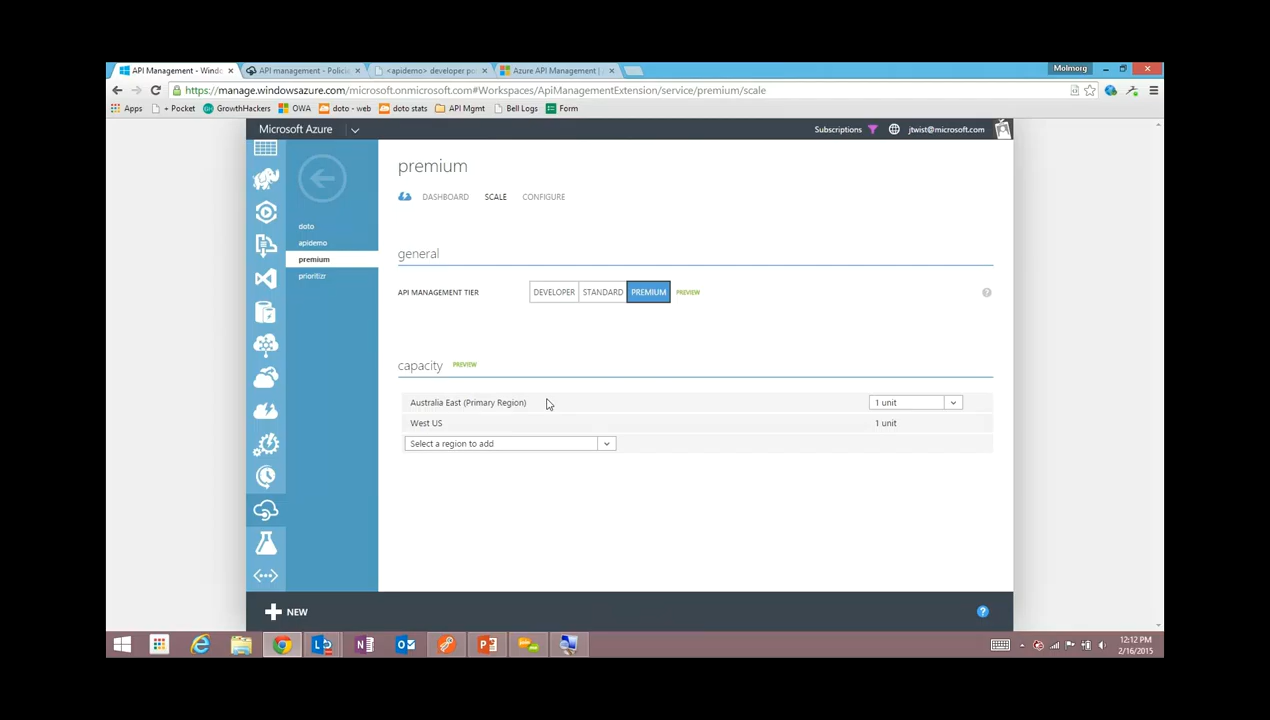 API Management - Windo
API management - Policie
<apidemo> developer po
Azure API Management |
Molmorg
https://manage.windowsazure.com/microsoft.onmicrosoft.com#Workspaces/ApiManagementExtension/service/premium/scale
Apps
+ Pocket
GrowthHackers
OWA
doto - web
doto stats
API Mgmt
Bell Logs
Form
Microsoft Azure
Subscriptions
jtwist@microsoft.com
premium
DASHBOARD
SCALE
CONFIGURE
doto
apidemo
premium
prioritizr
general
API MANAGEMENT TIER
DEVELOPER
STANDARD
PREMIUM
PREVIEW
capacity
PREVIEW
Australia East (Primary Region)
1 unit
West US
1 unit
Select a region to add
NEW
12:12 PM
2/16/2015